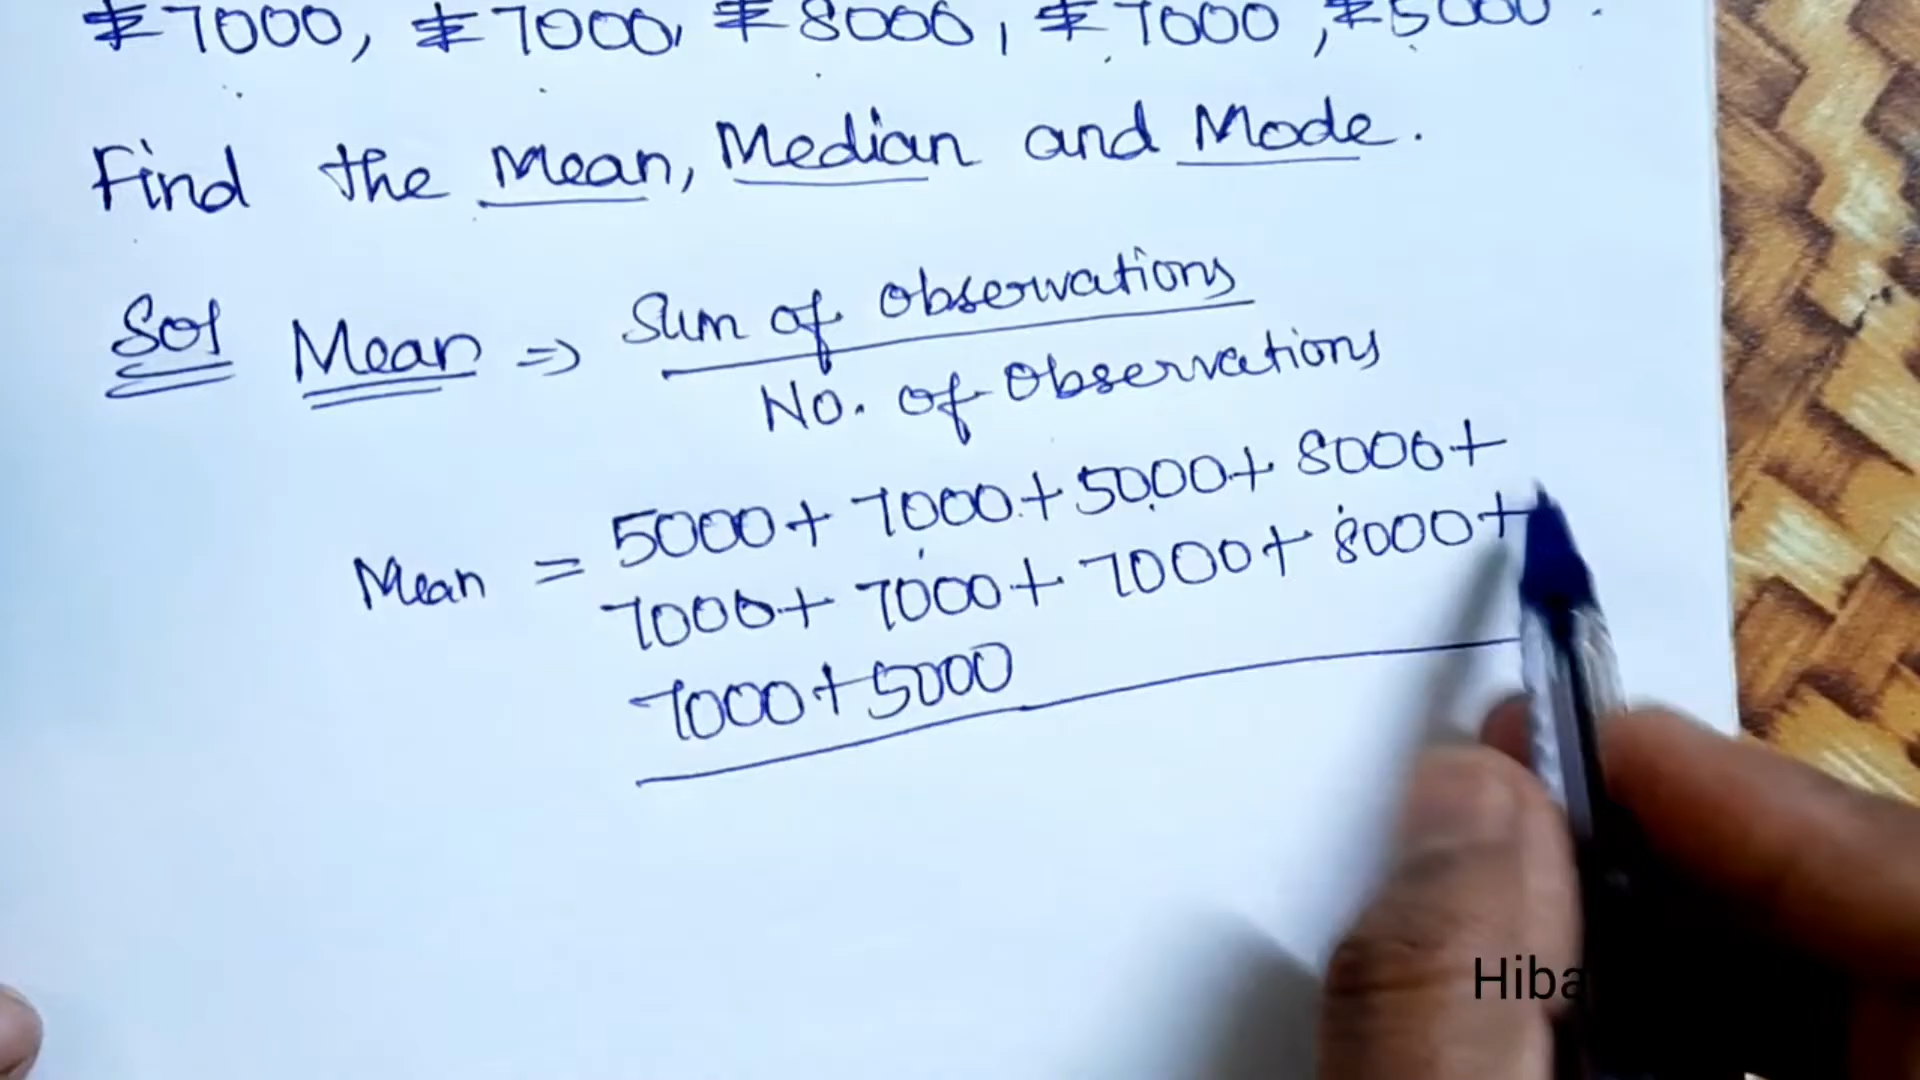 ₹7000, ₹7000, ₹8000, ₹7000, ₹5000.
Find the Mean, Median and Mode.
Sol Mean => Sum of observations
No. of Observations
Mean = 5000+ 7000+5000+ 8000+
7000+ 7000+ 7000+ 8000+
7000+5000
Hiba